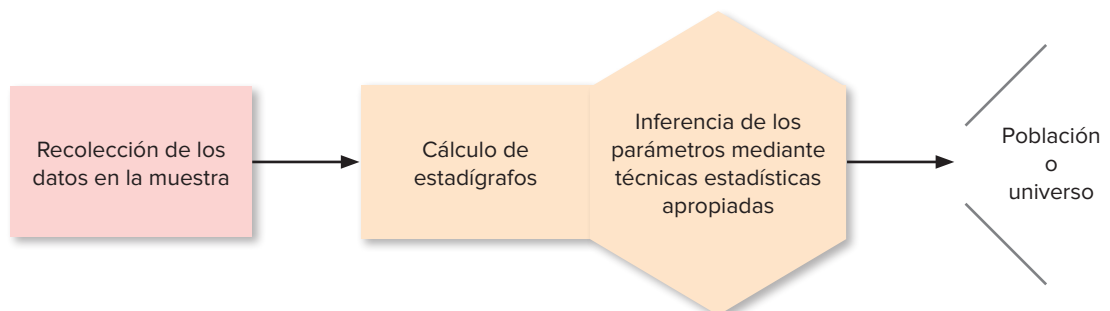 Recolección de los
datos en la muestra
Cálculo de
estadígrafos
Inferencia de los
parámetros mediante
técnicas estadísticas
apropiadas
Población
o
universo